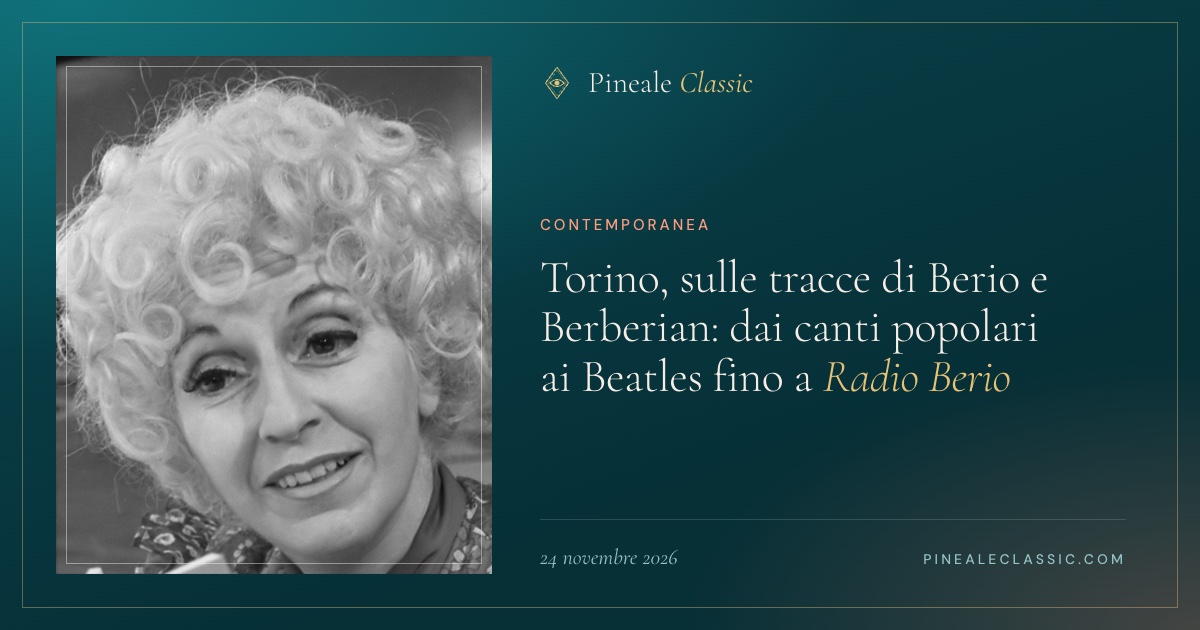 Pineale Classic
CONTEMPORANEA
Torino, sulle tracce di Berio e
Berberian: dai canti popolari
ai Beatles fino a Radio Berio
24 novembre 2026
PINEALECLASSIC.COM